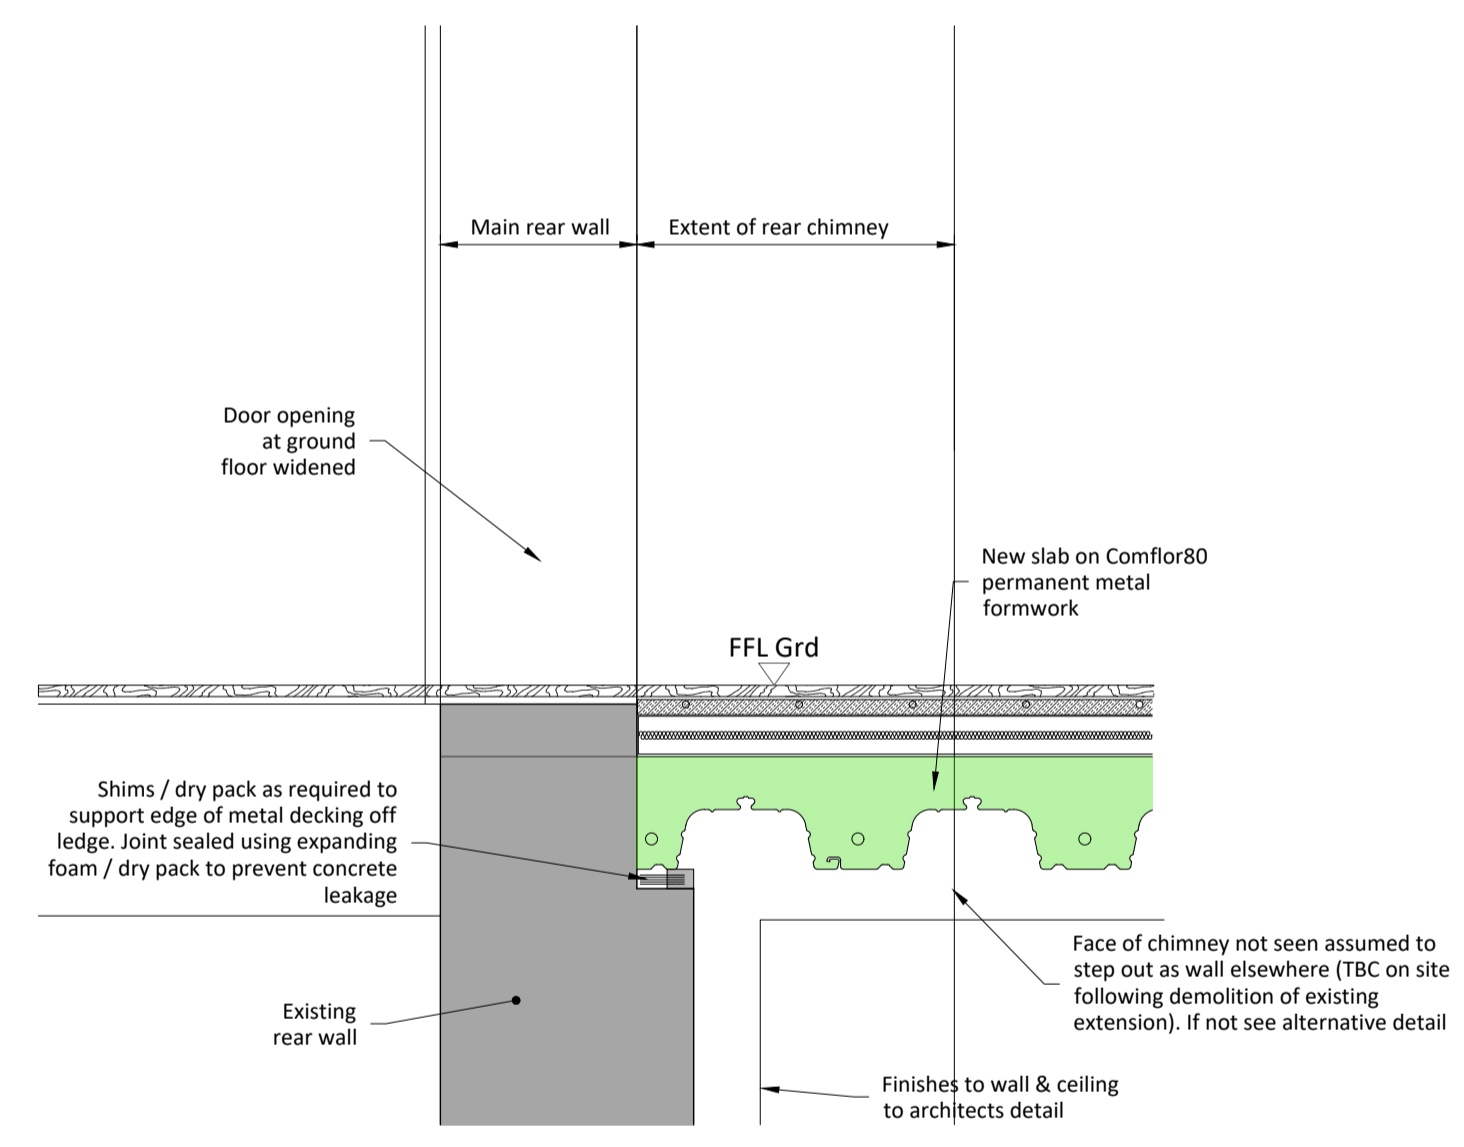 Main rear wall
Extent of rear chimney
Door opening
at ground
floor widened
New slab on Comflor80
permanent metal
formwork
FFL Grd
Shims / dry pack as required to
support edge of metal decking off
ledge. Joint sealed using expanding
foam / dry pack to prevent concrete
leakage
Face of chimney not seen assumed to
step out as wall elsewhere (TBC on site
following demolition of existing
extension). If not see alternative detail
Existing
rear wall
Finishes to wall & ceiling
to architects detail